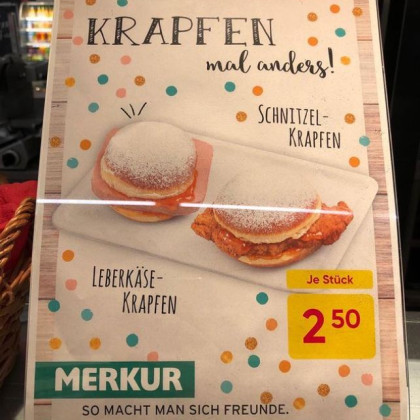 KRAPFEN
mal anders!
SCHNITZEL-
KRAPFEN
LEBERKÄSE-
KRAPFEN
Je Stück
2 50
MERKUR
SO MACHT MAN SICH FREUNDE.